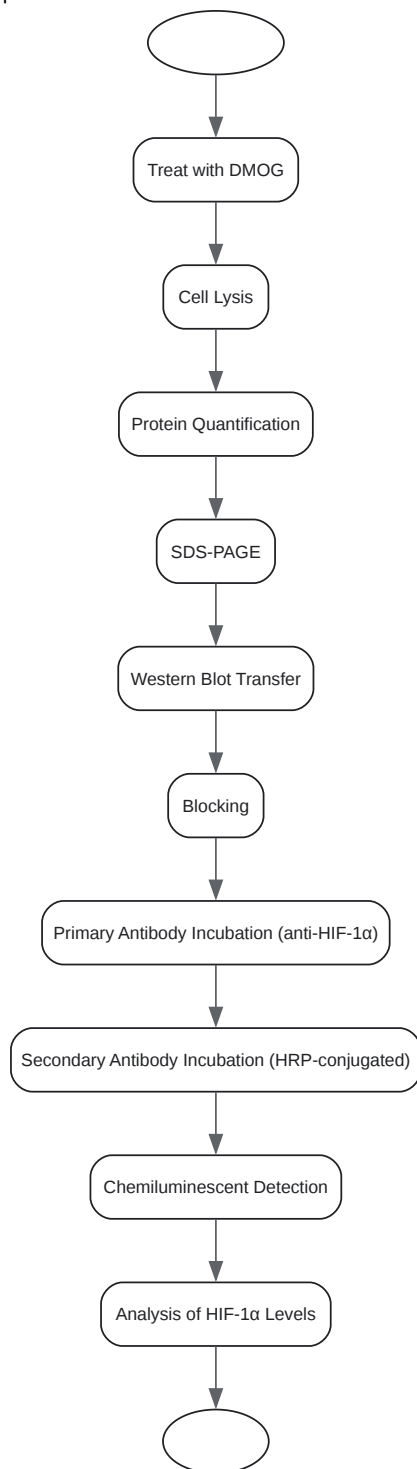 Treat with DMOG
Cell Lysis
Protein Quantification
SDS-PAGE
Western Blot Transfer
Blocking
Primary Antibody Incubation (anti-HIF-1α)
Secondary Antibody Incubation (HRP-conjugated)
Chemiluminescent Detection
Analysis of HIF-1α Levels